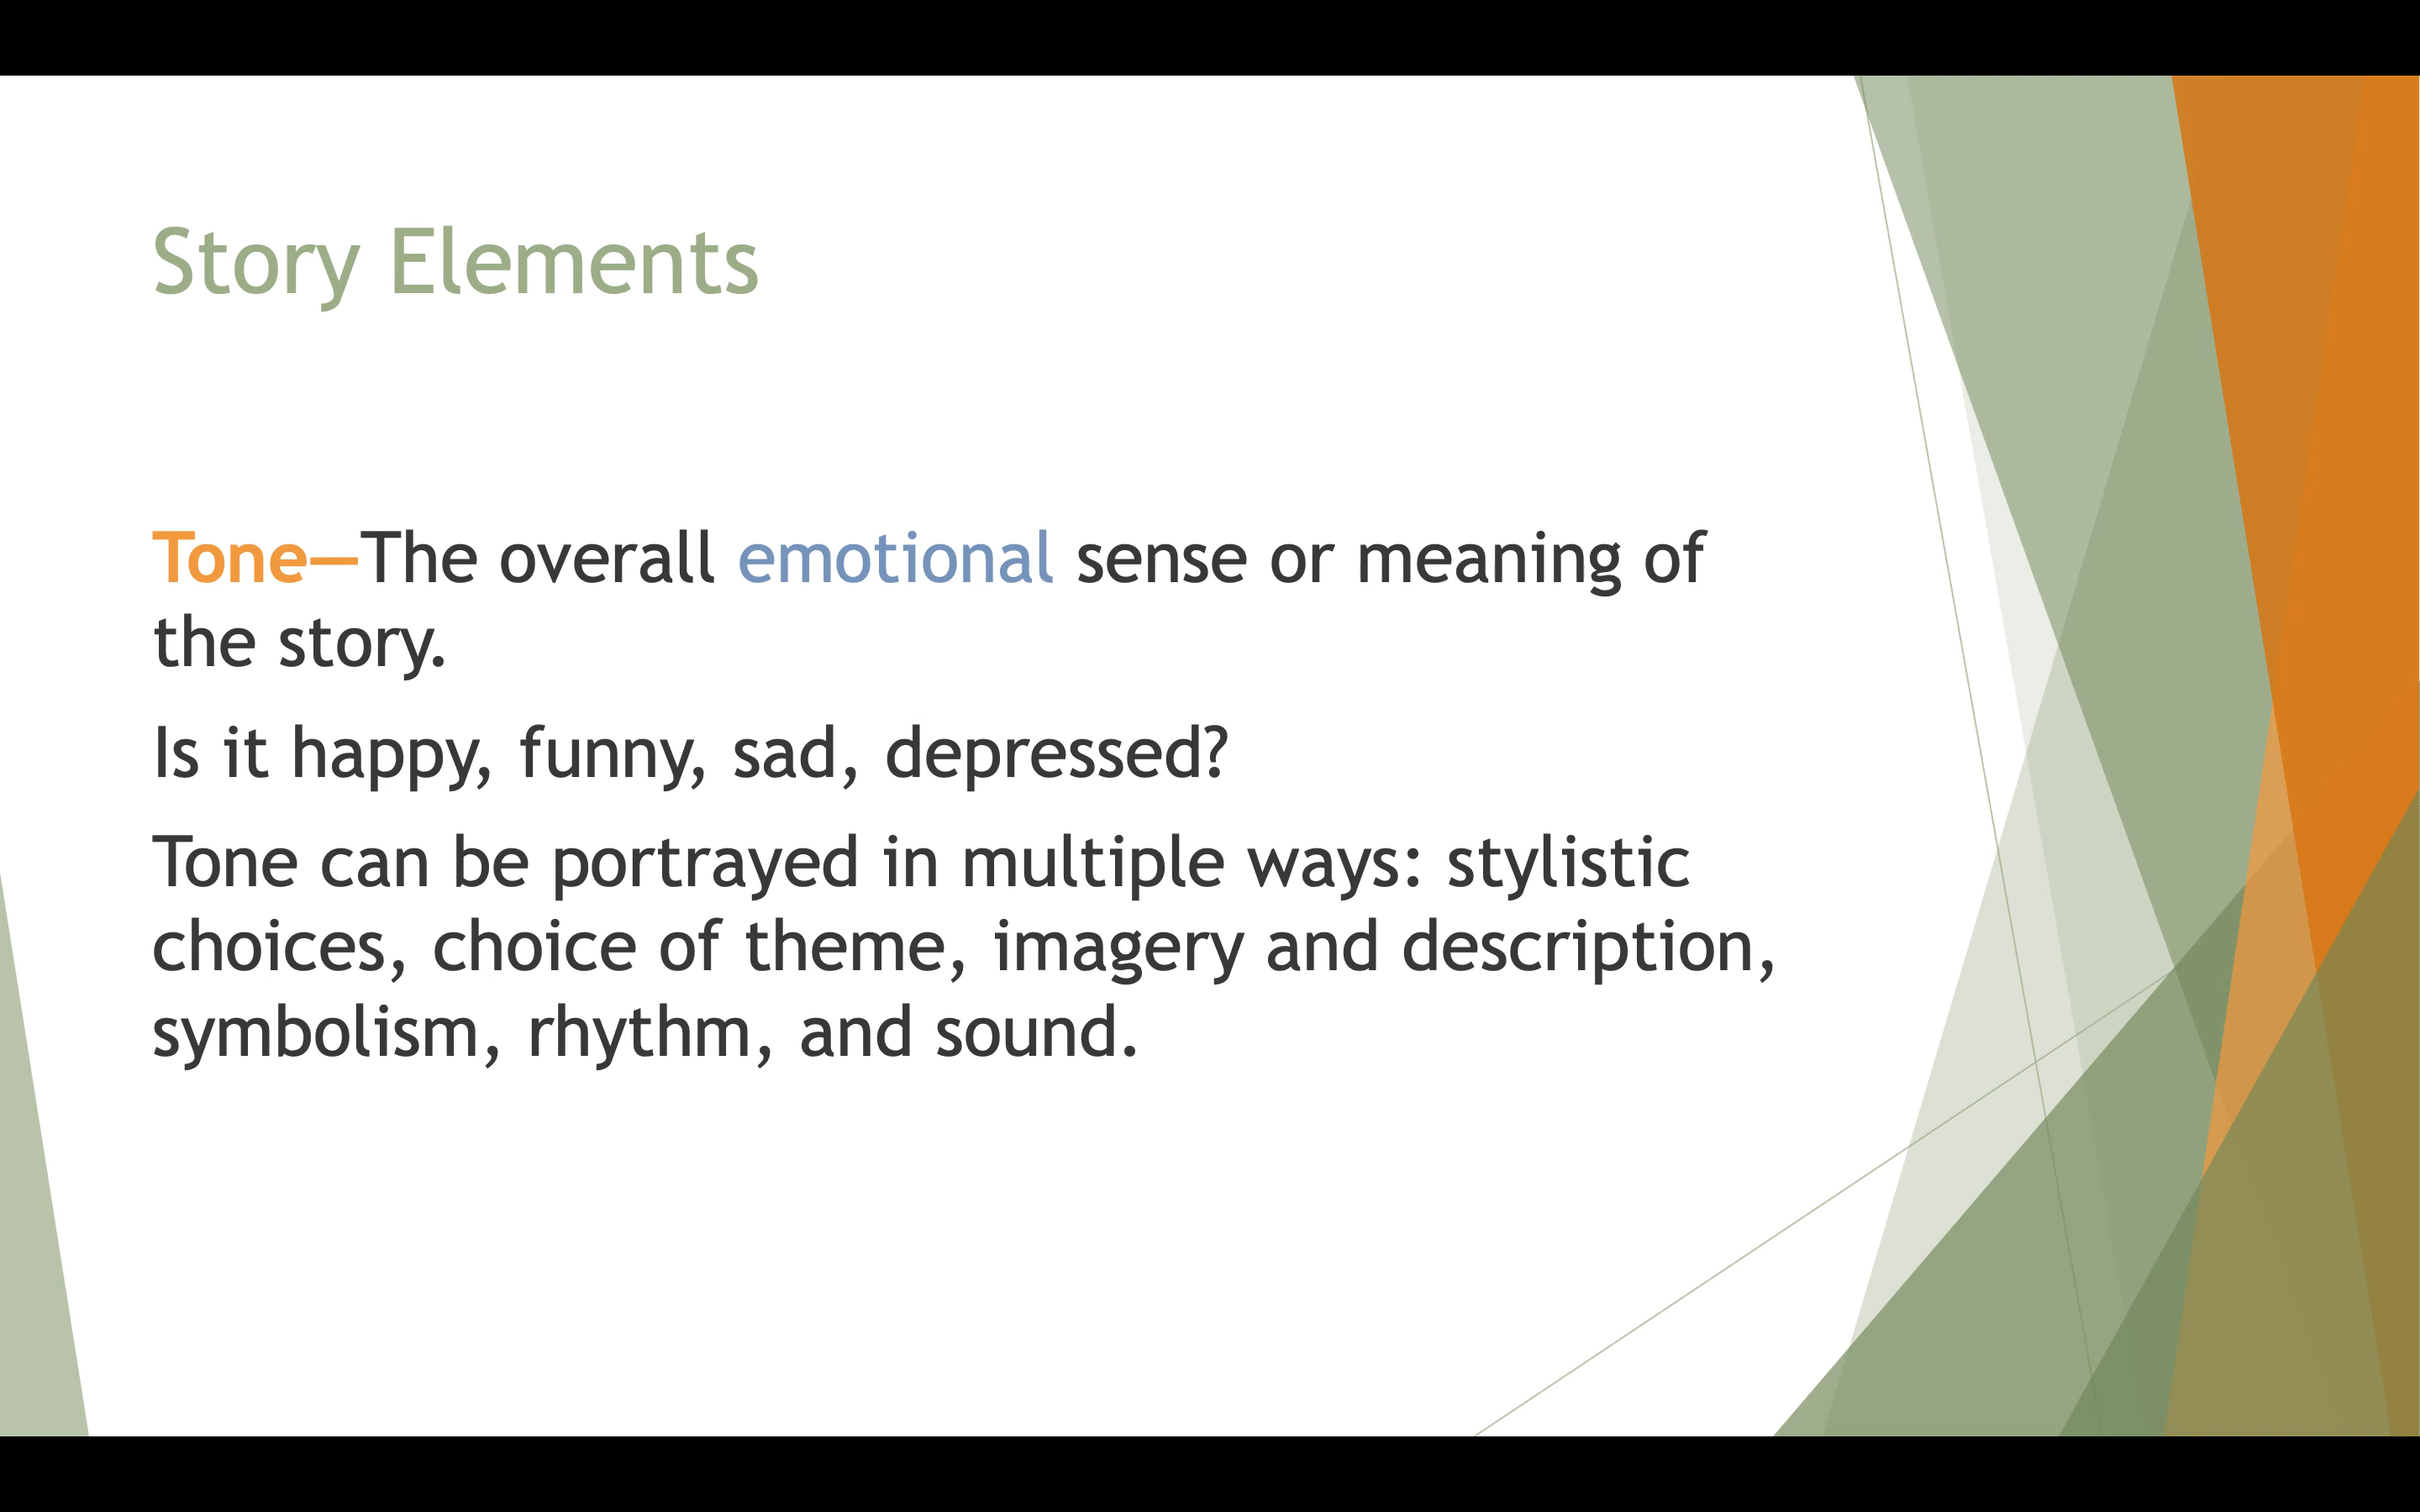 Story Elements
Tone—The overall emotional sense or meaning of
the story.
Is it happy, funny, sad, depressed?
Tone can be portrayed in multiple ways: stylistic
choices, choice of theme, imagery and description,
symbolism, rhythm, and sound.